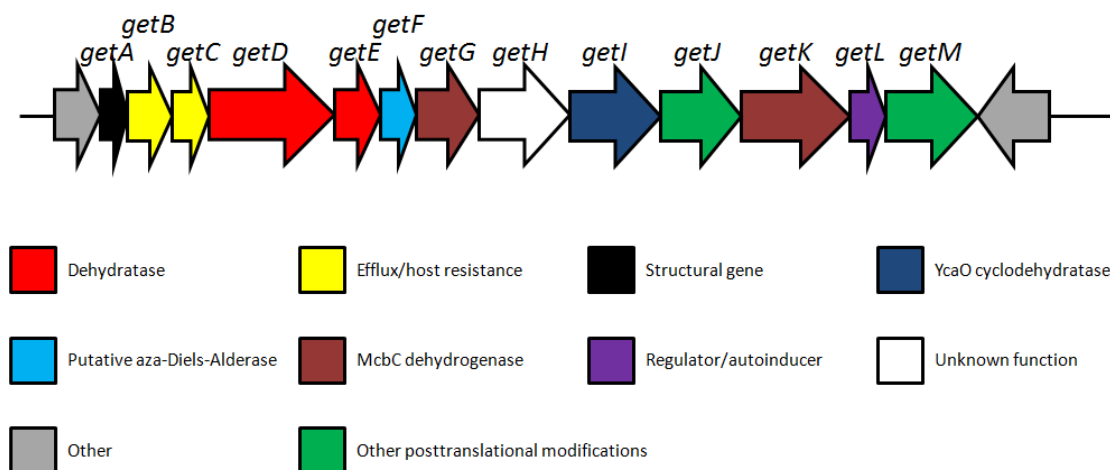 getB
getF
getA
getC
getD
getE
getG
getH
getI
getJ
getK
getL
getM
Dehydratase
Efflux/host resistance
Structural gene
YcaO cyclodehydratase
Putative aza-Diels-Alderase
McbC dehydrogenase
Regulator/autoinducer
Unknown function
Other
Other posttranslational modifications